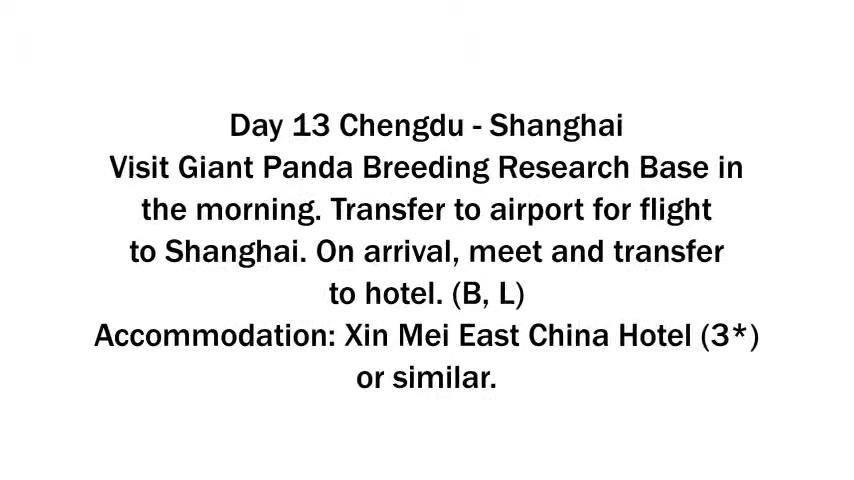 Day 13 Chengdu - Shanghai
Visit Giant Panda Breeding Research Base in
the morning. Transfer to airport for flight
to Shanghai. On arrival, meet and transfer
to hotel. (B, L)
Accommodation: Xin Mei East China Hotel (3*)
or similar.